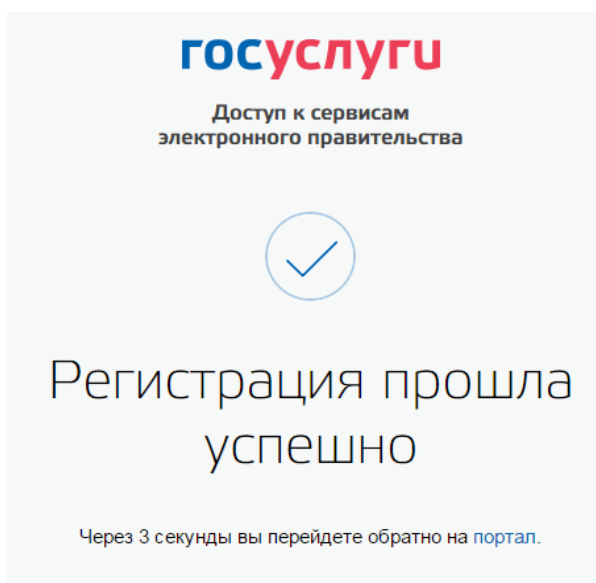 госуслуги
Доступ к сервисам
электронного правительства
Регистрация прошла
успешно
Через 3 секунды вы перейдете обратно на портал.